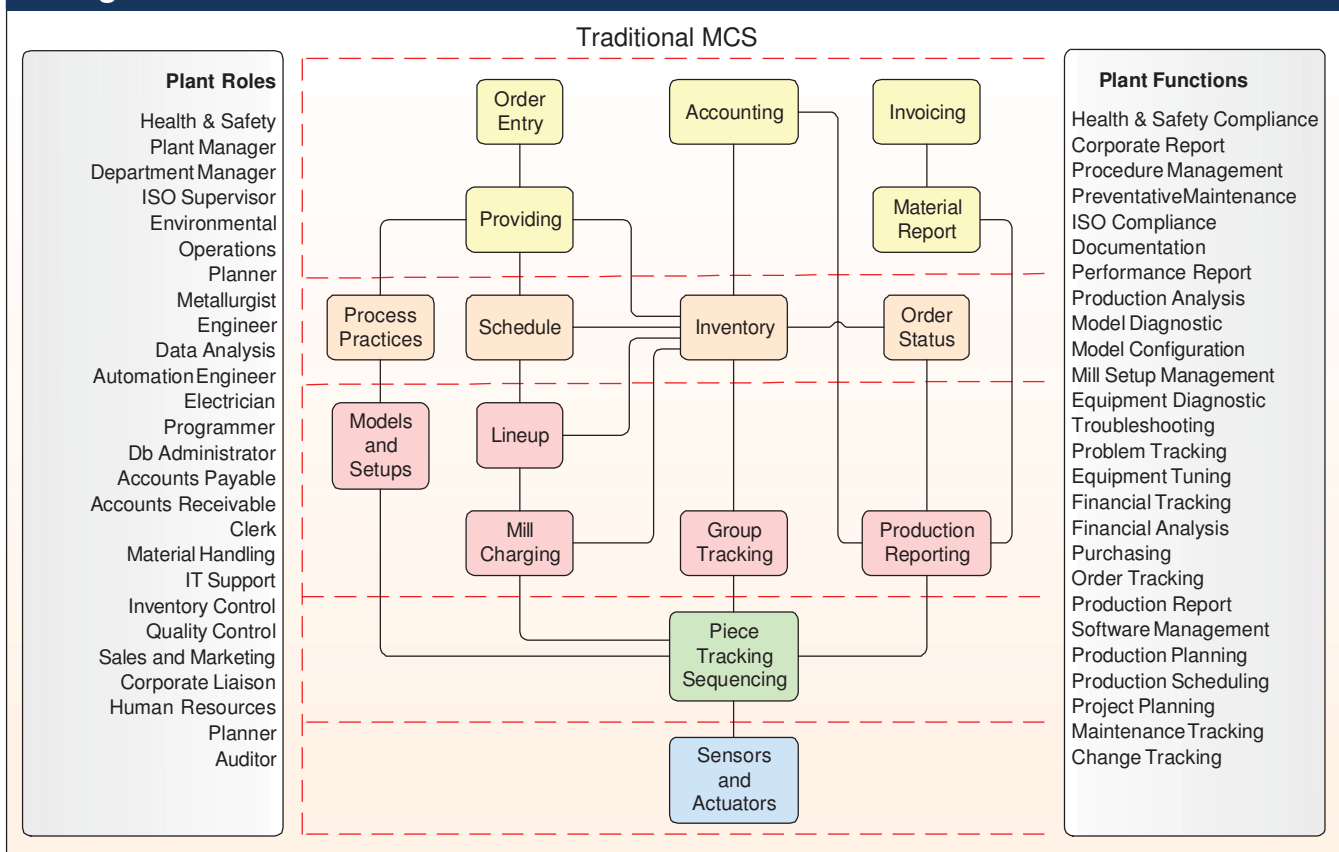 Traditional MCS
Plant Roles
Health & Safety
Plant Manager
Department Manager
ISO Supervisor
Environmental
Operations
Planner
Metallurgist
Engineer
Data Analysis
Automation Engineer
Electrician
Programmer
Db Administrator
Accounts Payable
Accounts Receivable
Clerk
Material Handling
IT Support
Inventory Control
Quality Control
Sales and Marketing
Corporate Liaison
Human Resources
Planner
Auditor
Order
Entry
Accounting
Invoicing
Providing
Material
Report
Process
Practices
Schedule
Inventory
Order
Status
Models
and
Setups
Lineup
Mill
Charging
Group
Tracking
Production
Reporting
Piece
Tracking
Sequencing
Sensors
and
Actuators
Plant Functions
Health & Safety Compliance
Corporate Report
Procedure Management
PreventativeMaintenance
ISO Compliance
Documentation
Performance Report
Production Analysis
Model Diagnostic
Model Configuration
Mill Setup Management
Equipment Diagnostic
Troubleshooting
Problem Tracking
Equipment Tuning
Financial Tracking
Financial Analysis
Purchasing
Order Tracking
Production Report
Software Management
Production Planning
Production Scheduling
Project Planning
Maintenance Tracking
Change Tracking